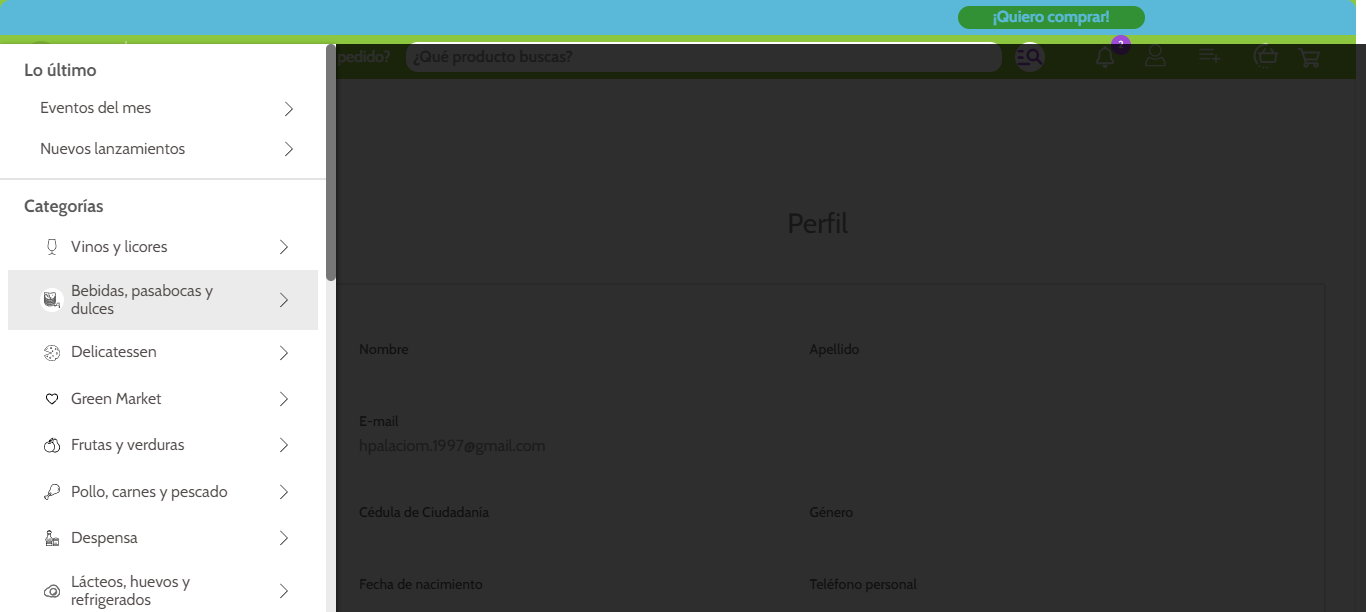 ¡Quiero comprar!
pedido?
¿Qué producto buscas?
2
Lo último
Eventos del mes
Nuevos lanzamientos
Categorías
Vinos y licores
Bebidas, pasabocas y
dulces
Delicatessen
Green Market
Frutas y verduras
Pollo, carnes y pescado
Despensa
Lácteos, huevos y
refrigerados
Perfil
Nombre
Apellido
E-mail
hpalaciom.1997@gmail.com
Cédula de Ciudadanía
Género
Fecha de nacimiento
Teléfono personal